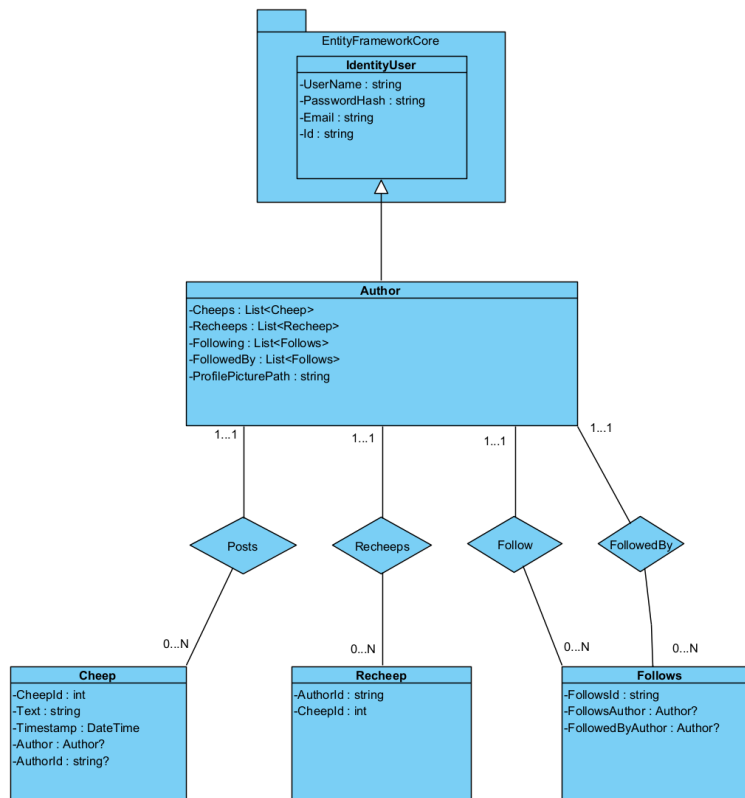 EntityFrameworkCore
IdentityUser
-UserName : string
-PasswordHash : string
-Email : string
-Id : string
Author
-Cheeps : List<Cheep>
-Recheeps : List<Recheep>
-Following : List<Follows>
-FollowedBy : List<Follows>
-ProfilePicturePath : string
1...1
1...1
1...1
1...1
Posts
Recheeps
Follow
FollowedBy
0...N
0...N
0...N
0...N
Cheep
-CheepId : int
-Text : string
-Timestamp : DateTime
-Author : Author?
-AuthorId : string?
Recheep
-AuthorId : string
-CheepId : int
Follows
-FollowsId : string
-FollowsAuthor : Author?
-FollowedByAuthor : Author?